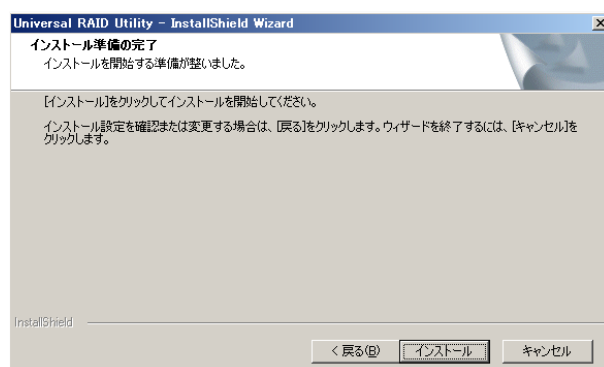 Universal RAID Utility - InstallShield Wizard
インストール準備の完了
インストールを開始する準備が整いました。
[インストール]をクリックしてインストールを開始してください。
インストール設定を確認または変更する場合は、[戻る]をクリックします。ウィザードを終了するには、[キャンセル]を
クリックします。
InstallShield
< 戻る(B)
インストール
キャンセル